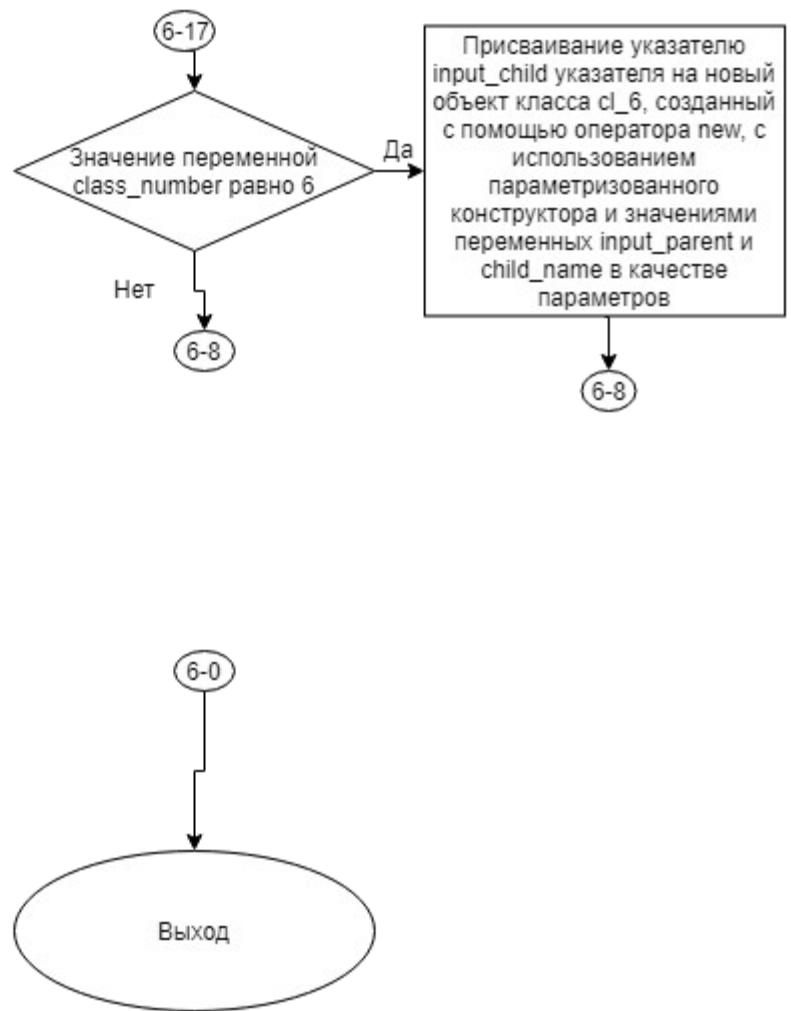 6-17
Значение переменной
class_number равно 6
Да
Присваивание указателю
input_child указателя на новый
объект класса cl_6, созданный
с помощью оператора new, с
использованием
параметризованного
конструктора и значениями
переменных input_parent и
child_name в качестве
параметров
Нет
6-8
6-8
6-0
Выход